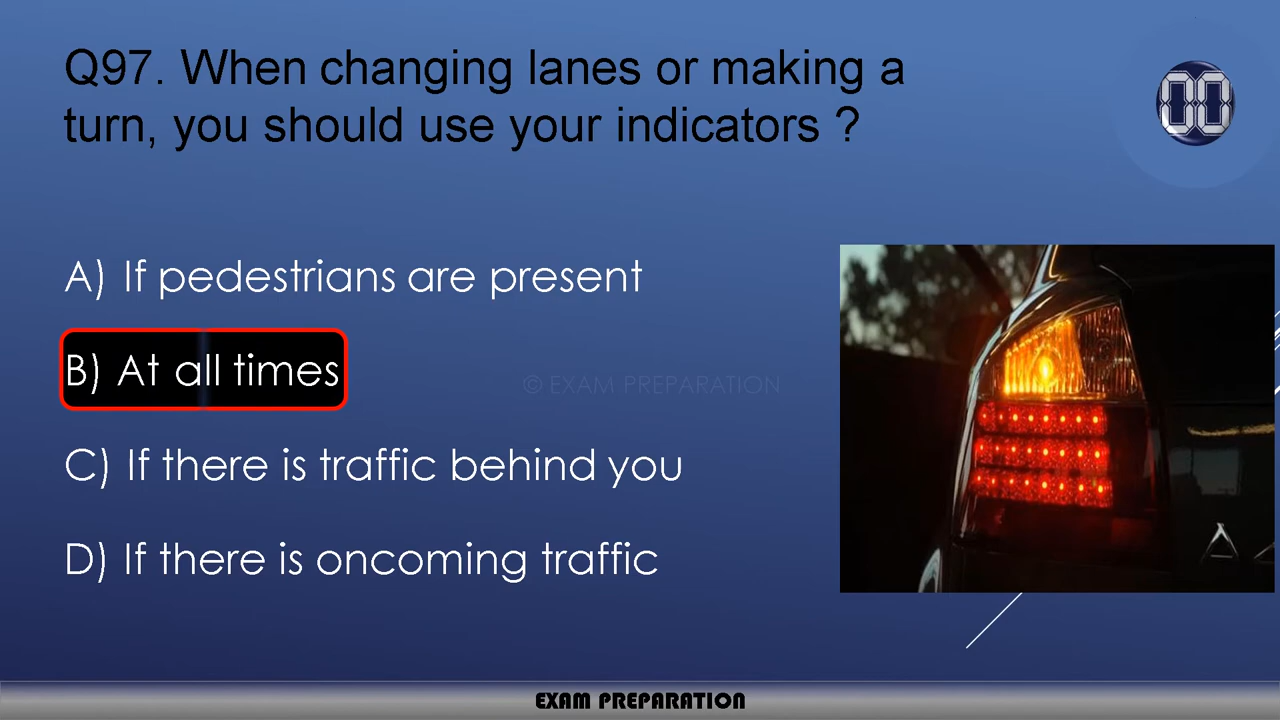 Q97. When changing lanes or making a
turn, you should use your indicators ?
00
A) If pedestrians are present
B) At all times
© EXAM PREPARATION
C) If there is traffic behind you
D) If there is oncoming traffic
EXAM PREPARATION